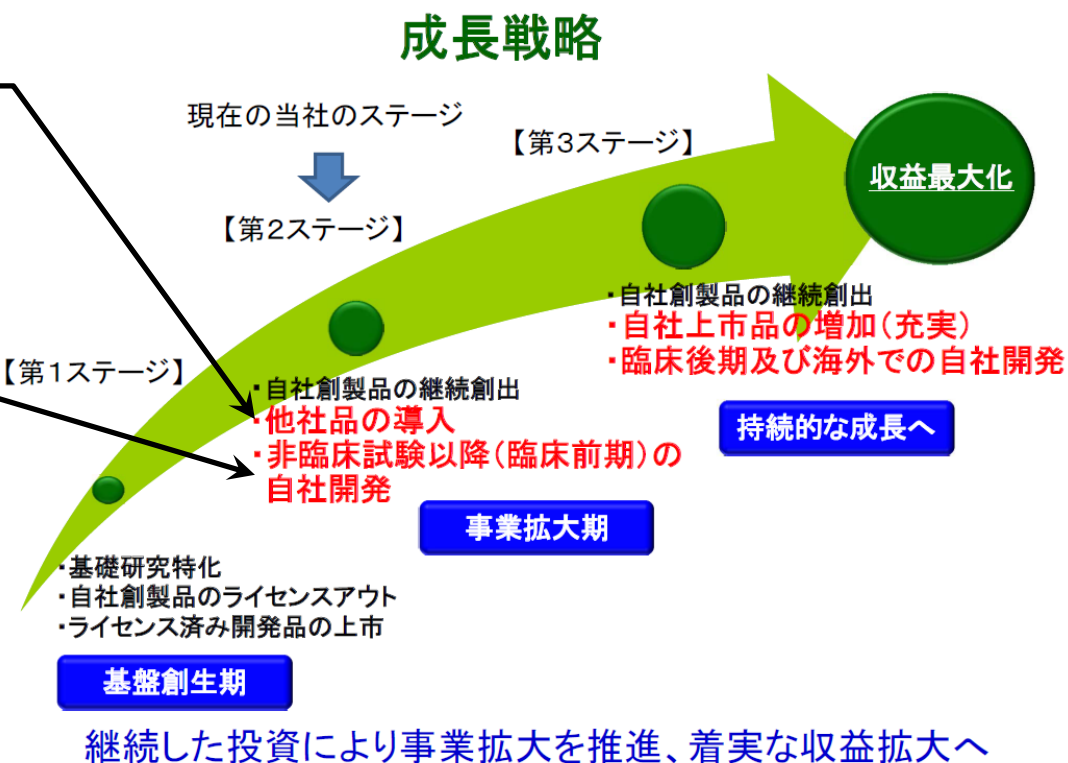 成長戦略
現在の当社のステージ
【第3ステージ】
収益最大化
【第2ステージ】
・自社創製品の継続創出
・自社上市品の増加（充実）
・臨床後期及び海外での自社開発
持続的な成長へ
【第1ステージ】
・自社創製品の継続創出
・他社品の導入
・非臨床試験以降（臨床前期）の
自社開発
事業拡大期
・基礎研究特化
・自社創製品のライセンスアウト
・ライセンス済み開発品の上市
基盤創生期
継続した投資により事業拡大を推進、着実な収益拡大へ